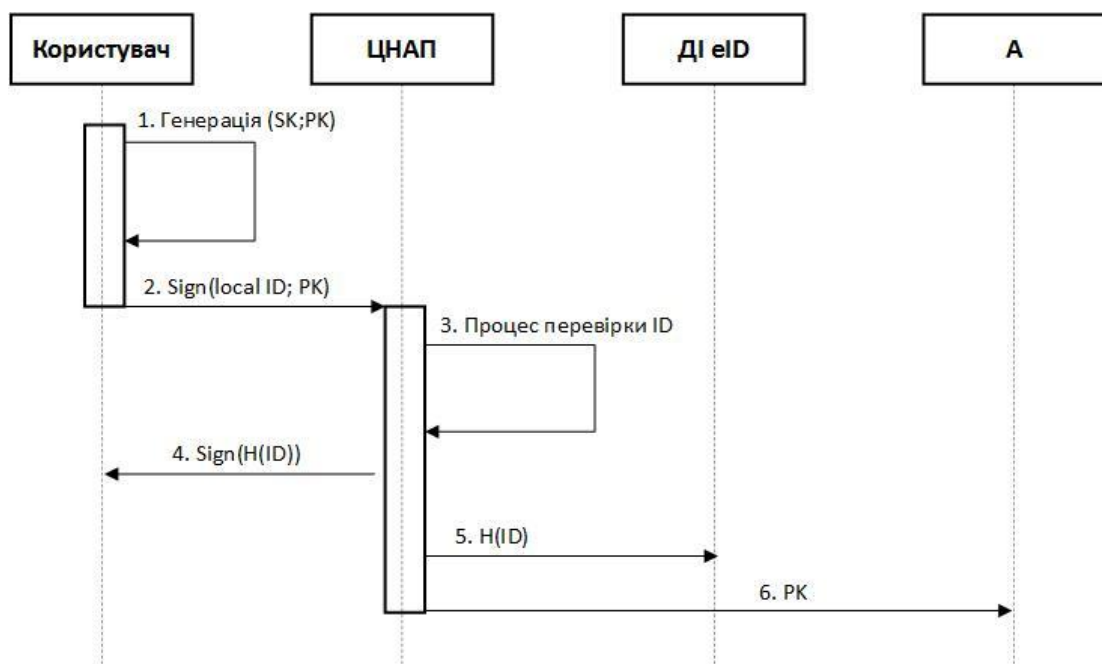 Користувач
ЦНАП
ДІ eID
А
1. Генерація (SK;PK)
2. Sign(local ID; PK)
3. Процес перевірки ID
4. Sign(H(ID))
5. H(ID)
6. PK